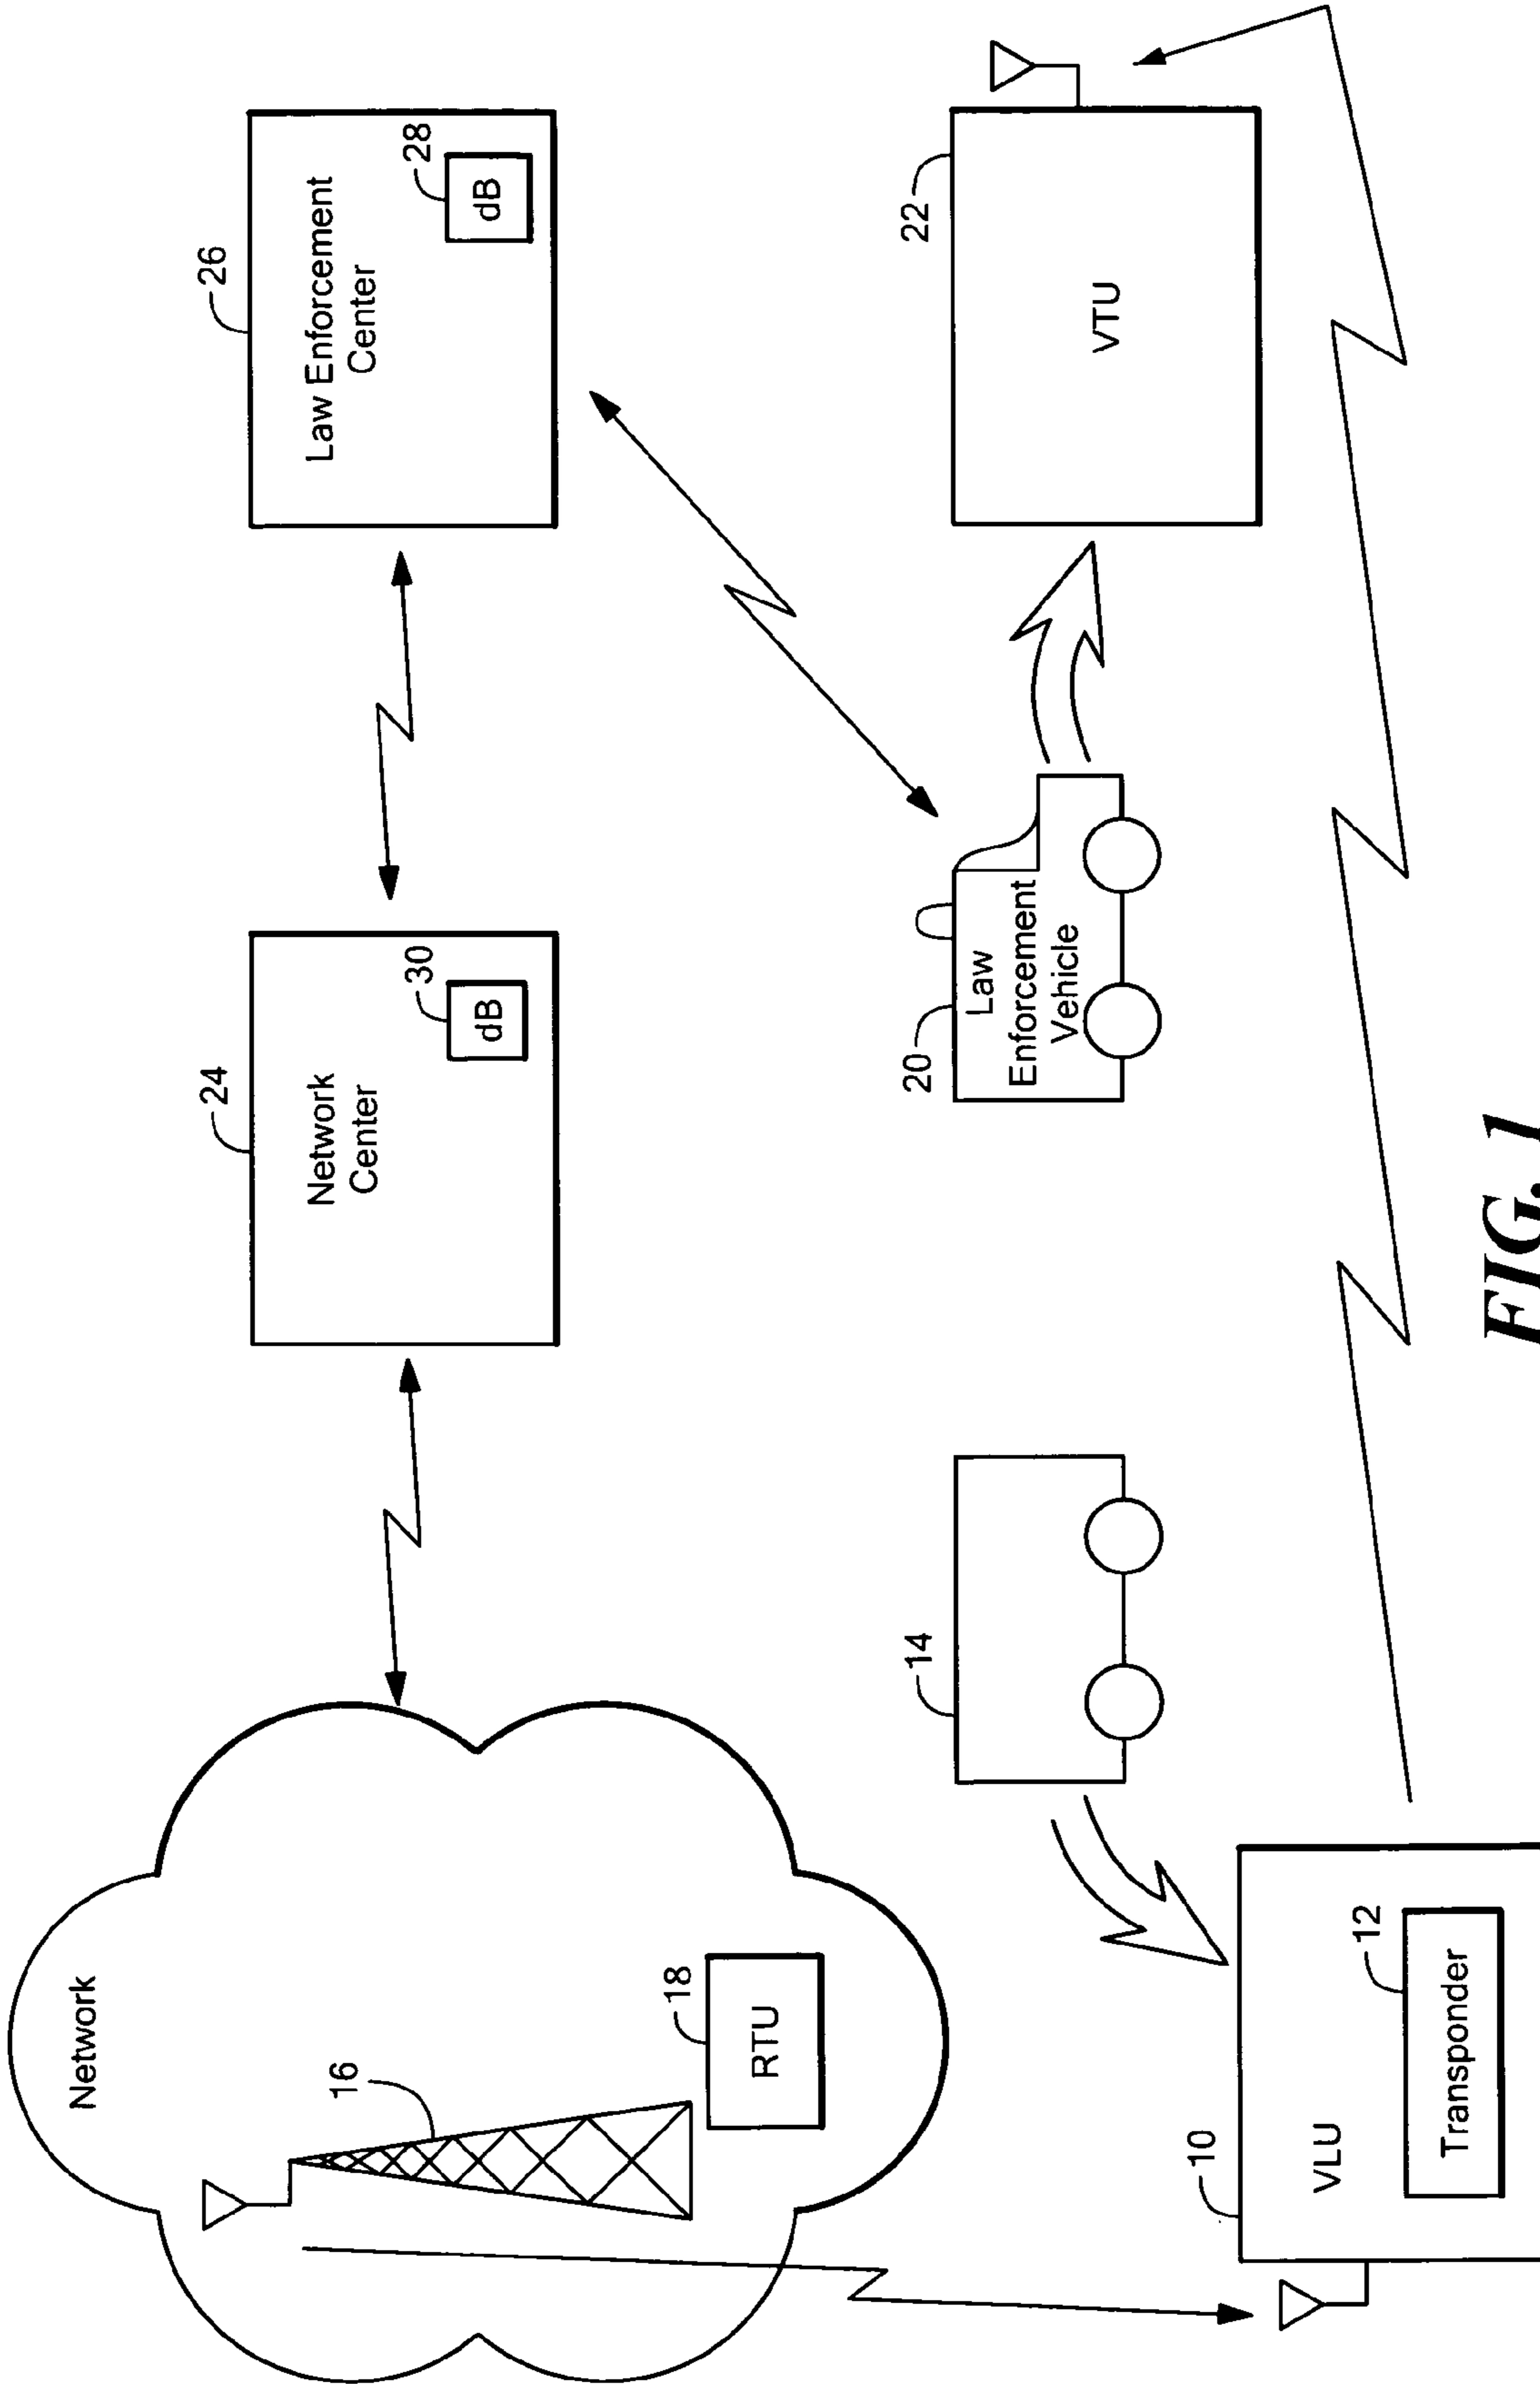 Network
16
18
RTU
24
Network
Center
30
dB
26
Law Enforcement
Center
28
dB
14
20
Law
Enforcement
Vehicle
22
VTU
10
VLU
12
Transponder
FIG. 1